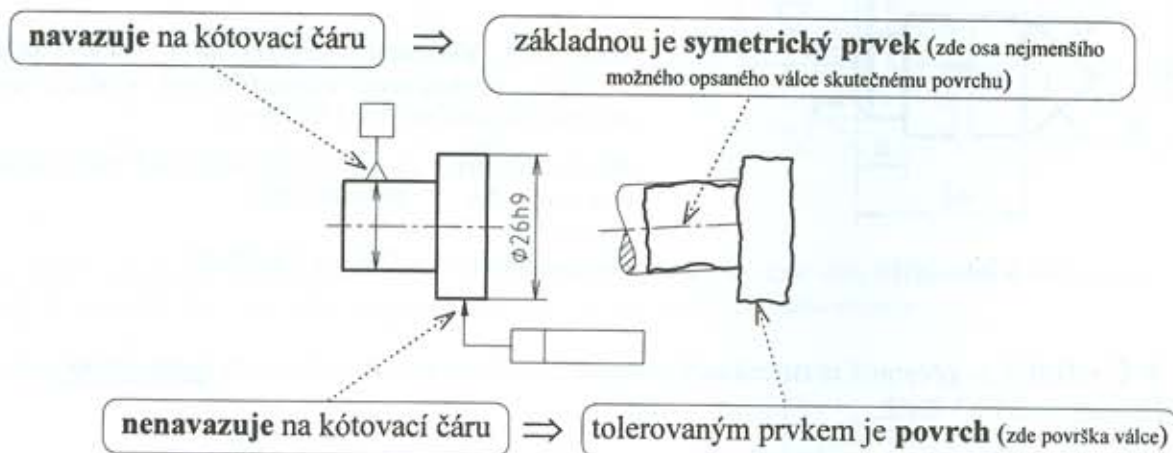 navazuje na kótovací čáru ⇒ základnou je symetrický prvek (zde osa nejmenšího
možného opsaného válce skutečnému povrchu)
⌀26h9
nenavazuje na kótovací čáru ⇒ tolerovaným prvkem je povrch (zde površka válce)